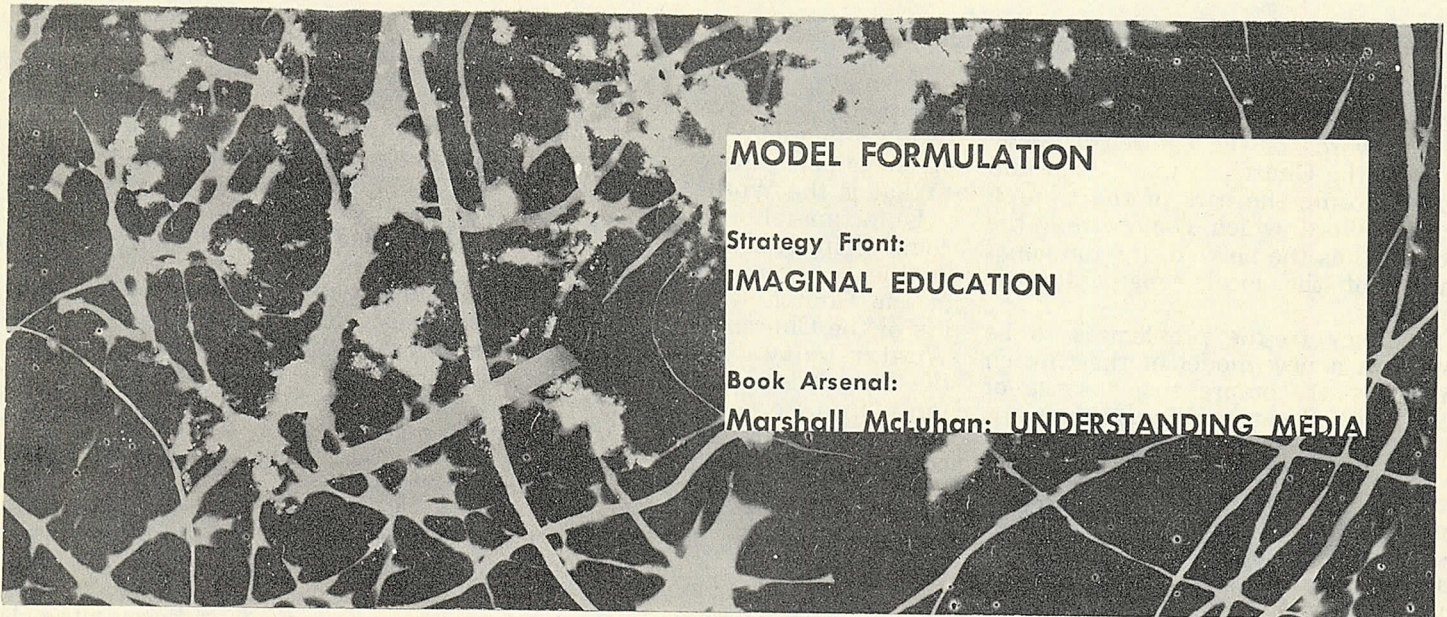 MODEL FORMULATION
Strategy Front:
IMAGINAL EDUCATION
Book Arsenal:
Marshall McLuhan: UNDERSTANDING MEDIA